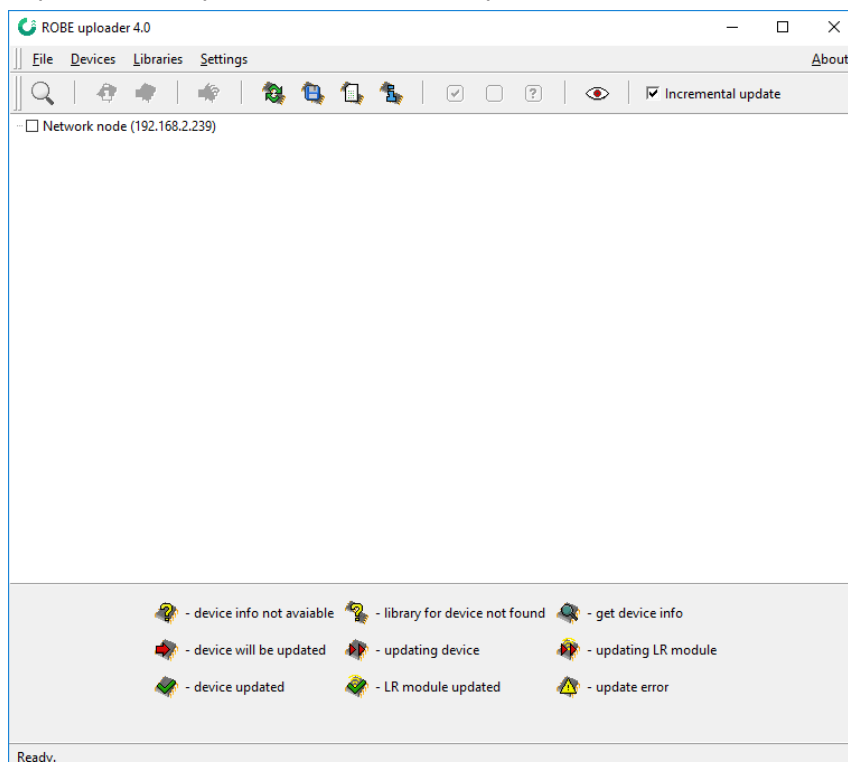 ROBE uploader 4.0
File Devices Libraries Settings About
Incremental update
Network node (192.168.2.239)
- device info not avaiable - library for device not found - get device info
- device will be updated - updating device - updating LR module
- device updated - LR module updated - update error
Ready.